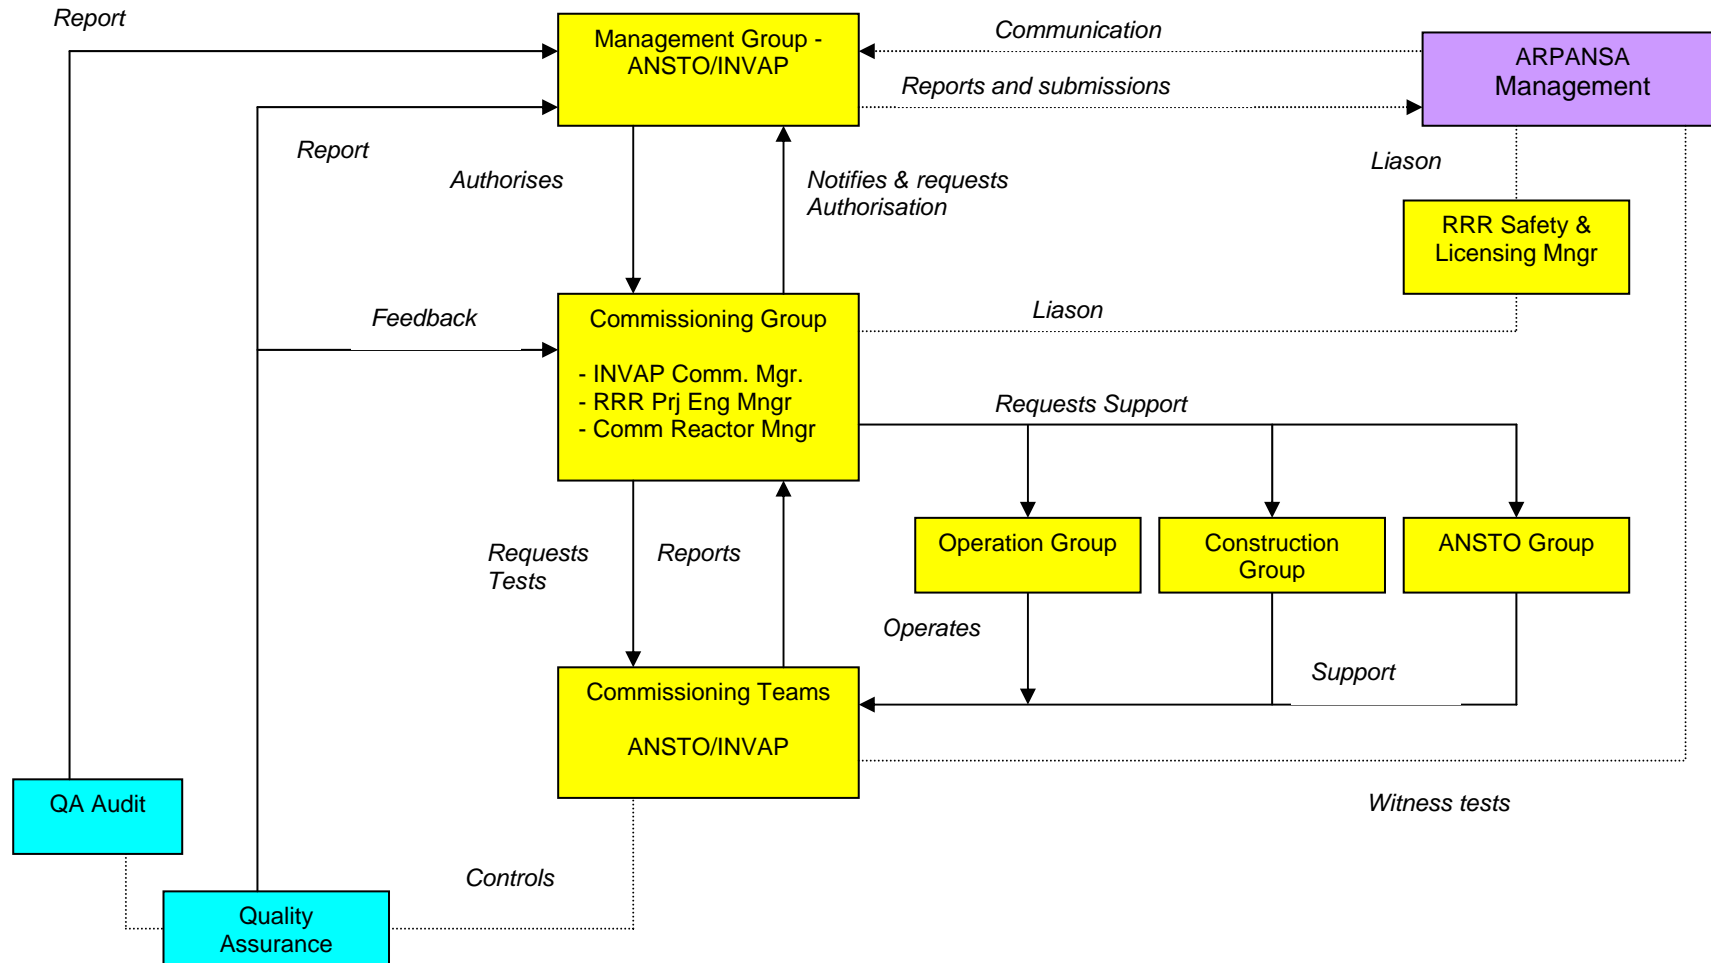 Report
Management Group -
ANSTO/INVAP
Communication
ARPANSA
Management
Reports and submissions
Report
Authorises
Notifies & requests
Authorisation
Liason
RRR Safety &
Licensing Mngr
Feedback
Commissioning Group
- INVAP Comm. Mgr.
- RRR Prj Eng Mngr
- Comm Reactor Mngr
Liason
Requests Support
Requests
Tests
Reports
Operation Group
Construction
Group
ANSTO Group
Operates
Support
Commissioning Teams
ANSTO/INVAP
QA Audit
Witness tests
Controls
Quality
Assurance